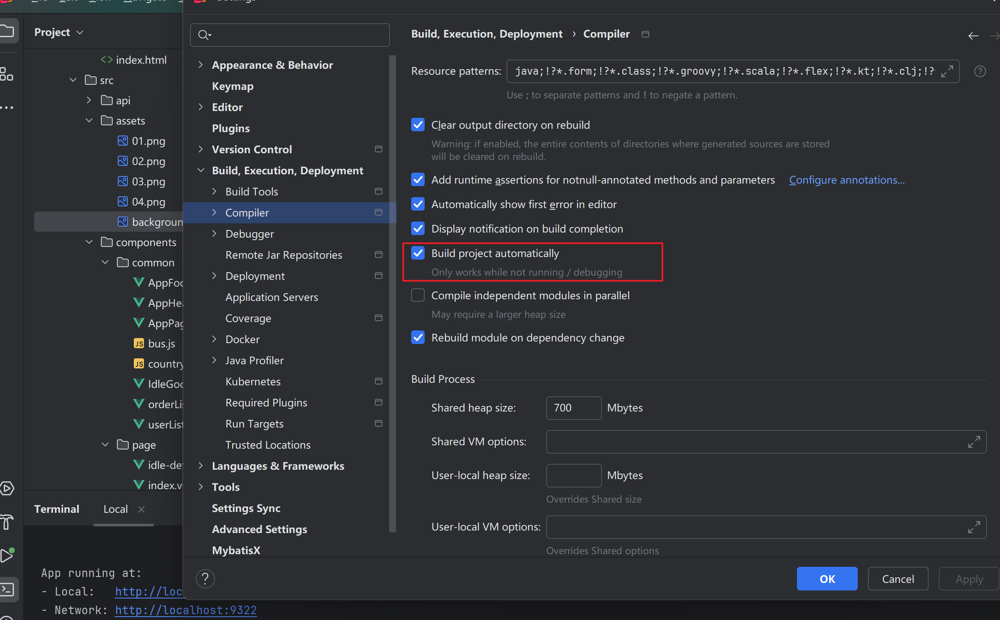 Project
index.html
src
api
assets
01.png
02.png
03.png
04.png
backgroun
components
common
AppFoo
AppHea
AppPag
JS bus.js
JS country
IdleGoo
orderLis
userList
page
idle-det
index.v
Terminal
Local
App running at:
- Local: http://loc
- Network: http://localhost:9322
Settings
Appearance & Behavior
Keymap
Editor
Plugins
Version Control
Build, Execution, Deployment
Build Tools
Compiler
Debugger
Remote Jar Repositories
Deployment
Application Servers
Coverage
Docker
Java Profiler
Kubernetes
Required Plugins
Run Targets
Trusted Locations
Languages & Frameworks
Tools
Settings Sync
Advanced Settings
MybatisX
Build, Execution, Deployment › Compiler
Resource patterns: java;!?*.form;!?*.class;!?*.groovy;!?*.scala;!?*.flex;!?*.kt;!?*.clj;!?*
Use ; to separate patterns and ! to negate a pattern.
Clear output directory on rebuild
Warning: if enabled, the entire contents of directories where generated sources are stored
will be cleared on rebuild.
Add runtime assertions for notnull-annotated methods and parameters Configure annotations...
Automatically show first error in editor
Display notification on build completion
Build project automatically
Only works while not running / debugging
Compile independent modules in parallel
May require a larger heap size
Rebuild module on dependency change
Build Process
Shared heap size: 700 Mbytes
Shared VM options:
User-local heap size: Mbytes
Overrides Shared size
User-local VM options:
Overrides Shared options
?
OK
Cancel
Apply